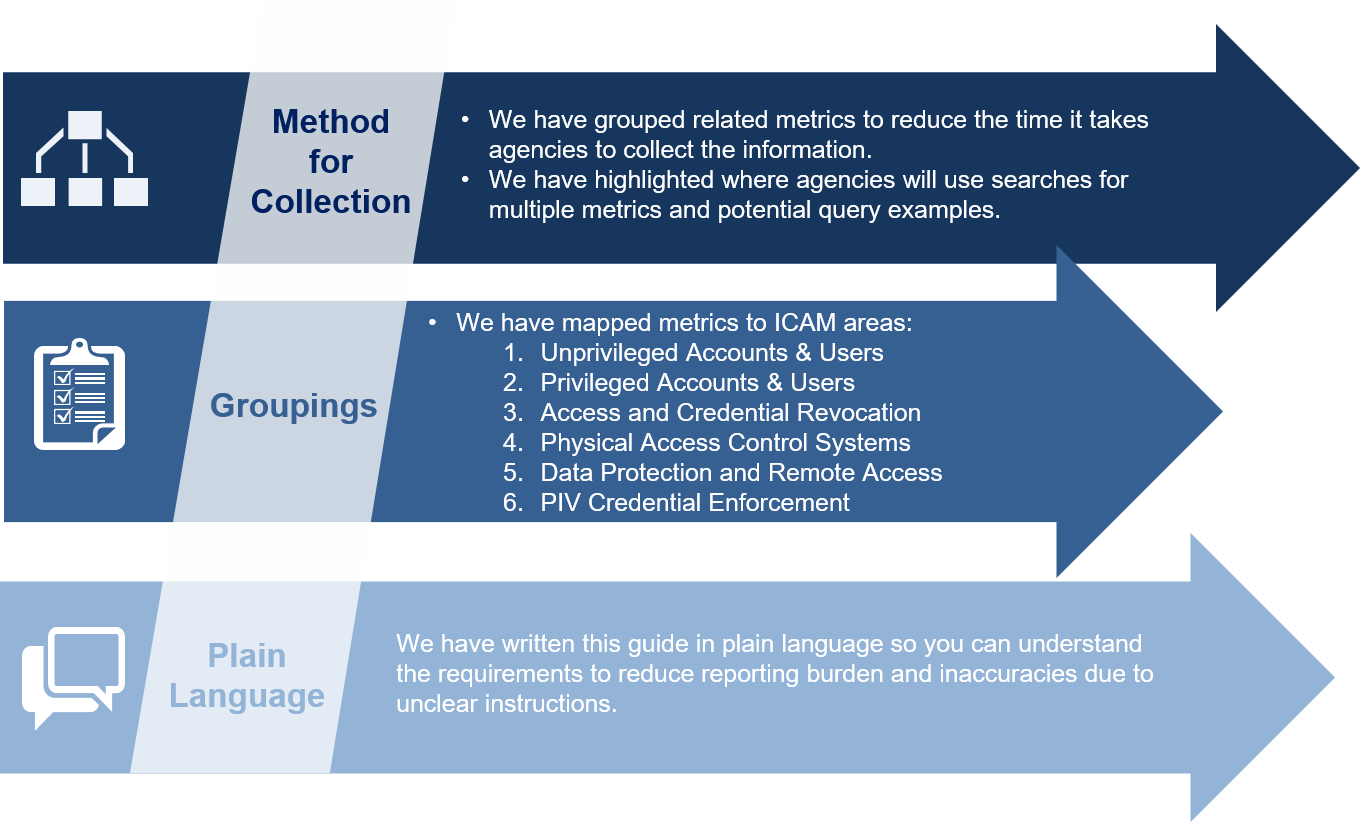 Method
for
Collection
• We have grouped related metrics to reduce the time it takes
agencies to collect the information.
• We have highlighted where agencies will use searches for
multiple metrics and potential query examples.
Groupings
• We have mapped metrics to ICAM areas:
1. Unprivileged Accounts & Users
2. Privileged Accounts & Users
3. Access and Credential Revocation
4. Physical Access Control Systems
5. Data Protection and Remote Access
6. PIV Credential Enforcement
Plain
Language
We have written this guide in plain language so you can understand
the requirements to reduce reporting burden and inaccuracies due to
unclear instructions.